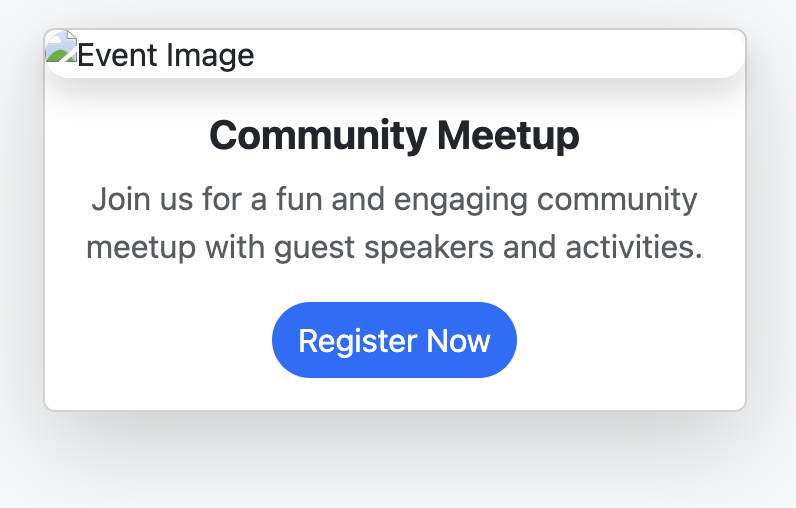 Event Image
Community Meetup
Join us for a fun and engaging community
meetup with guest speakers and activities.
Register Now